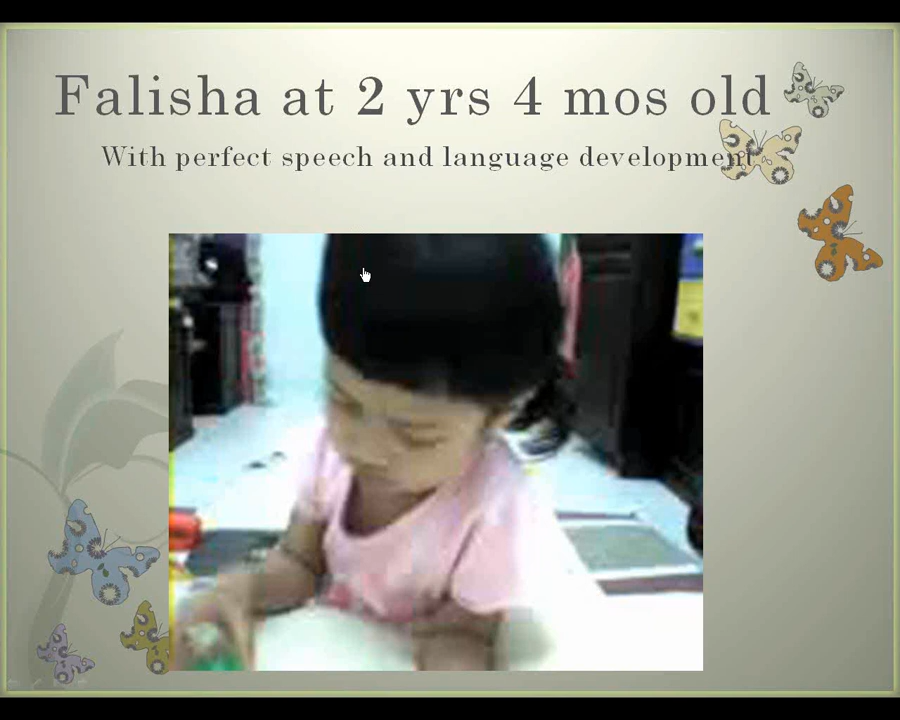 Falisha at 2 yrs 4 mos old
With perfect speech and language development